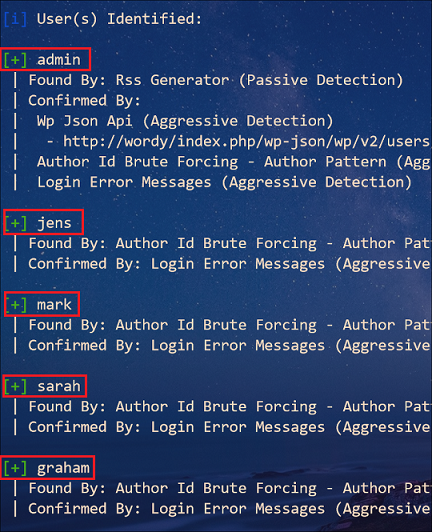 [i] User(s) Identified:
[+] admin
| Found By: Rss Generator (Passive Detection)
| Confirmed By:
|  Wp Json Api (Aggressive Detection)
|   - http://wordy/index.php/wp-json/wp/v2/users
|  Author Id Brute Forcing - Author Pattern (Agg
|  Login Error Messages (Aggressive Detection)
[+] jens
| Found By: Author Id Brute Forcing - Author Pat
| Confirmed By: Login Error Messages (Aggressive
[+] mark
| Found By: Author Id Brute Forcing - Author Pat
| Confirmed By: Login Error Messages (Aggressive
[+] sarah
| Found By: Author Id Brute Forcing - Author Pat
| Confirmed By: Login Error Messages (Aggressive
[+] graham
| Found By: Author Id Brute Forcing - Author Pat
| Confirmed By: Login Error Messages (Aggressive